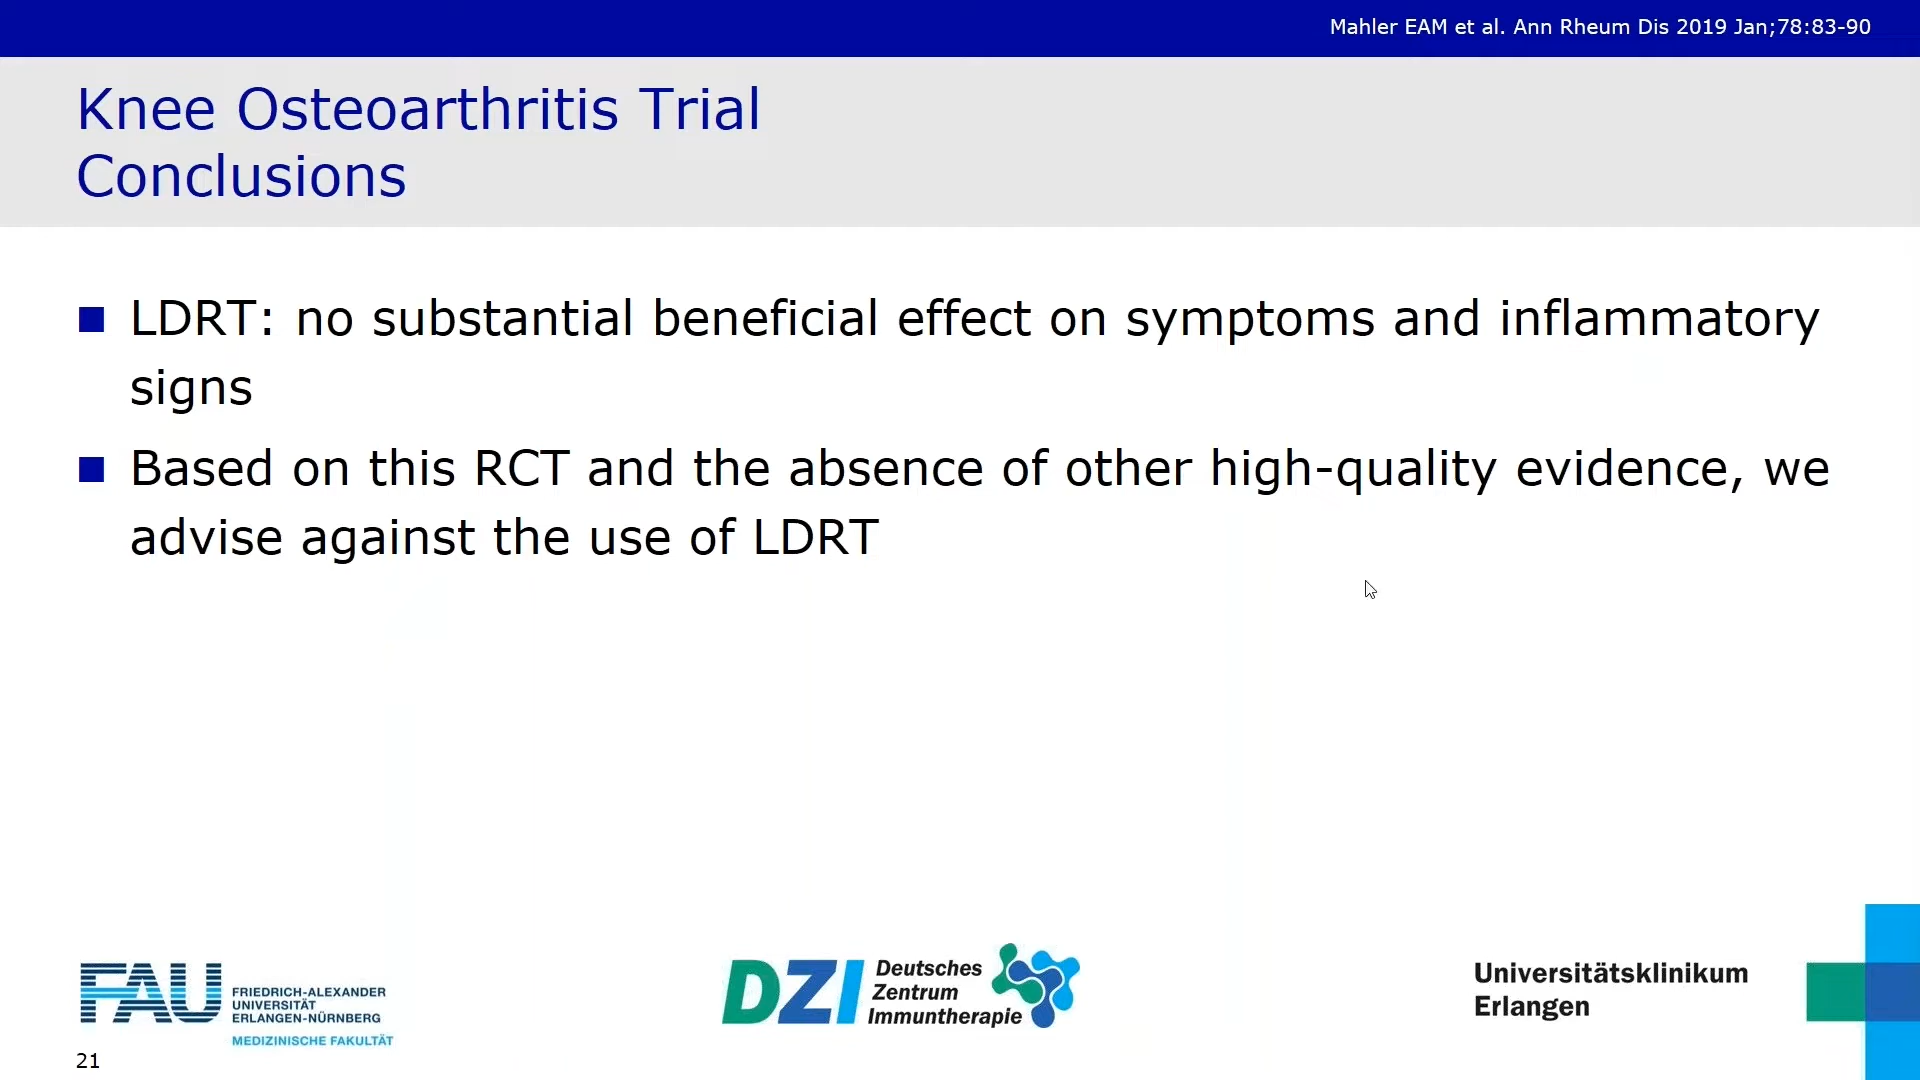 Mahler EAM et al. Ann Rheum Dis 2019 Jan;78:83-90
Knee Osteoarthritis Trial
Conclusions
LDRT: no substantial beneficial effect on symptoms and inflammatory
signs
Based on this RCT and the absence of other high-quality evidence, we
advise against the use of LDRT
FAU
FRIEDRICH-ALEXANDER
UNIVERSITÄT
ERLANGEN-NÜRNBERG
MEDIZINISCHE FAKULTÄT
DZI
Deutsches
Zentrum
Immuntherapie
Universitätsklinikum
Erlangen
21